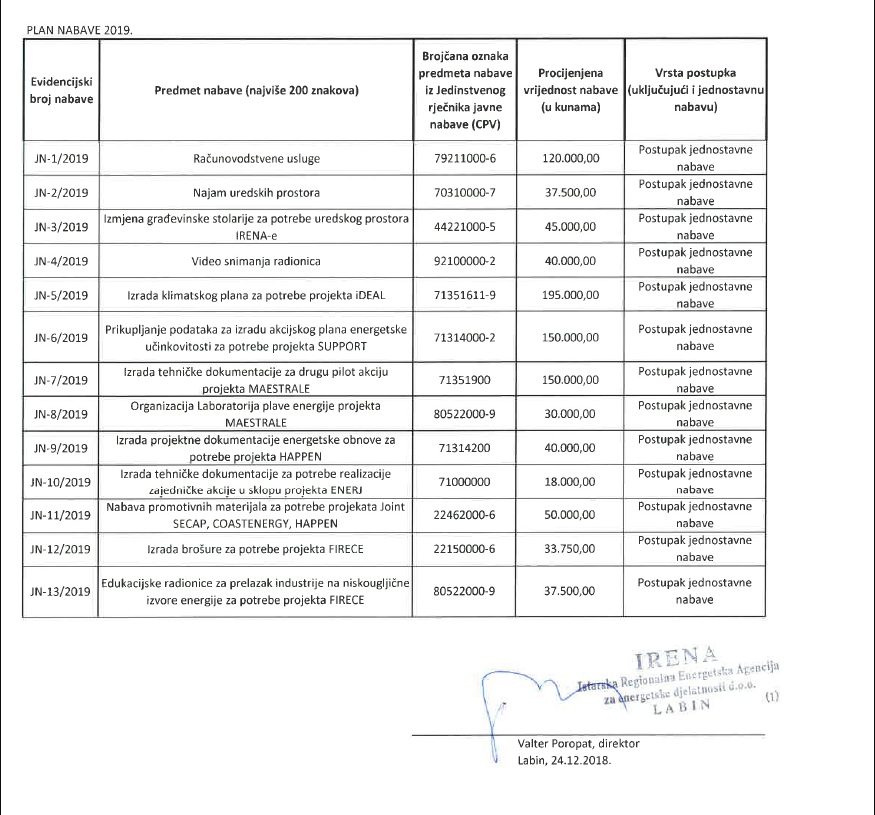 PLAN NABAVE 2019.
Evidencijski
broj nabave
Predmet nabave (najviše 200 znakova)
Brojčana oznaka
predmeta nabave
iz Jedinstvenog
rječnika javne
nabave (CPV)
Procijenjena
vrijednost nabave
(u kunama)
Vrsta postupka
(uključujući i jednostavnu
nabavu)
JN-1/2019
Računovodstvene usluge
79211000-6
120.000,00
Postupak jednostavne
nabave
JN-2/2019
Najam uredskih prostora
70310000-7
37.500,00
Postupak jednostavne
nabave
JN-3/2019
Izmjena građevinske stolarije za potrebe uredskog prostora
IRENA-e
44221000-5
45.000,00
Postupak jednostavne
nabave
JN-4/2019
Video snimanja radionica
92100000-2
40.000,00
Postupak jednostavne
nabave
JN-5/2019
Izrada klimatskog plana za potrebe projekta iDEAL
71351611-9
195.000,00
Postupak jednostavne
nabave
JN-6/2019
Prikupljanje podataka za izradu akcijskog plana energetske
učinkovitosti za potrebe projekta SUPPORT
71314000-2
150.000,00
Postupak jednostavne
nabave
JN-7/2019
Izrada tehničke dokumentacije za drugu pilot akciju
projekta MAESTRALE
71351900
150.000,00
Postupak jednostavne
nabave
JN-8/2019
Organizacija Laboratorija plave energije projekta
MAESTRALE
80522000-9
30.000,00
Postupak jednostavne
nabave
JN-9/2019
Izrada projektne dokumentacije energetske obnove za
potrebe projekta HAPPEN
71314200
40.000,00
Postupak jednostavne
nabave
JN-10/2019
Izrada tehničke dokumentacije za potrebe realizacije
zajedničke akcije u sklopu projekta ENERJ
71000000
18.000,00
Postupak jednostavne
nabave
JN-11/2019
Nabava promotivnih materijala za potrebe projekata Joint
SECAP, COASTENERGY, HAPPEN
22462000-6
50.000,00
Postupak jednostavne
nabave
JN-12/2019
Izrada brošure za potrebe projekta FIRECE
22150000-6
33.750,00
Postupak jednostavne
nabave
JN-13/2019
Edukacijske radionice za prelazak industrije na niskougljične
izvore energije za potrebe projekta FIRECE
80522000-9
37.500,00
Postupak jednostavne
nabave
IRENA
Istarska Regionalna Energetska Agencija
za energetske djelatnosti d.o.o.
LABIN
(1)
Valter Poropat, direktor
Labin, 24.12.2018.